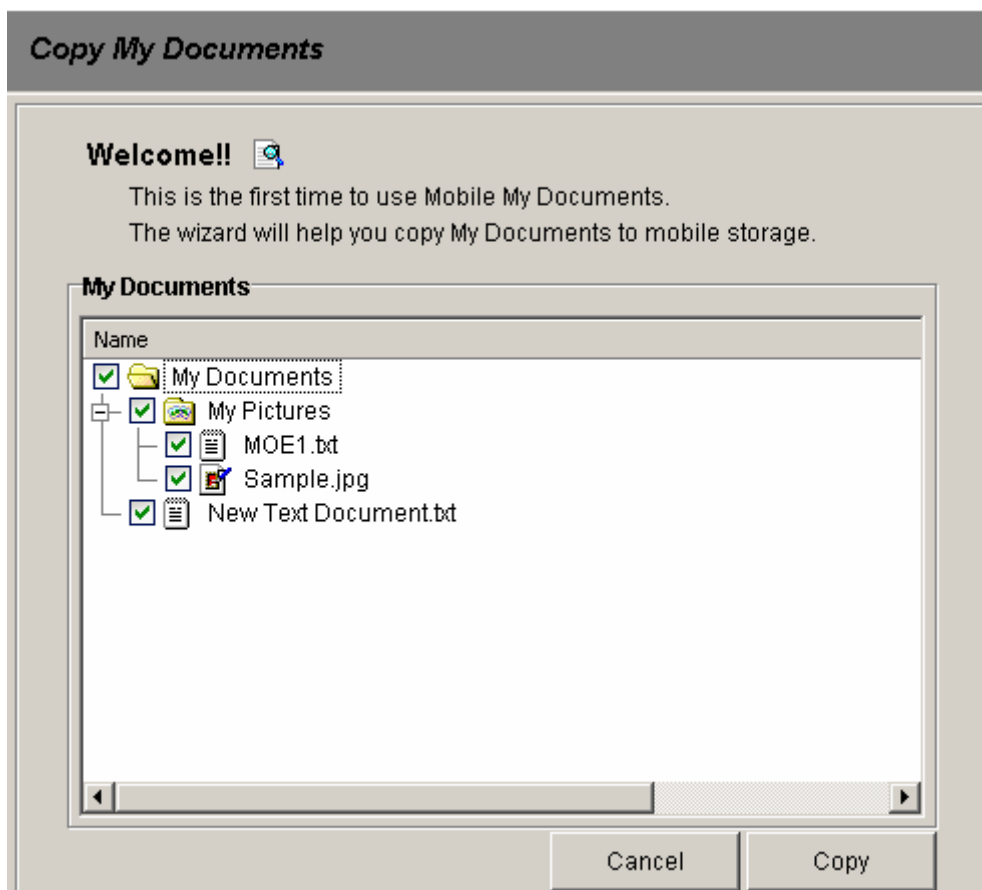 Copy My Documents
Welcome!!
This is the first time to use Mobile My Documents.
The wizard will help you copy My Documents to mobile storage.
My Documents
Name
My Documents
My Pictures
MOE1.txt
Sample.jpg
New Text Document.txt
Cancel Copy